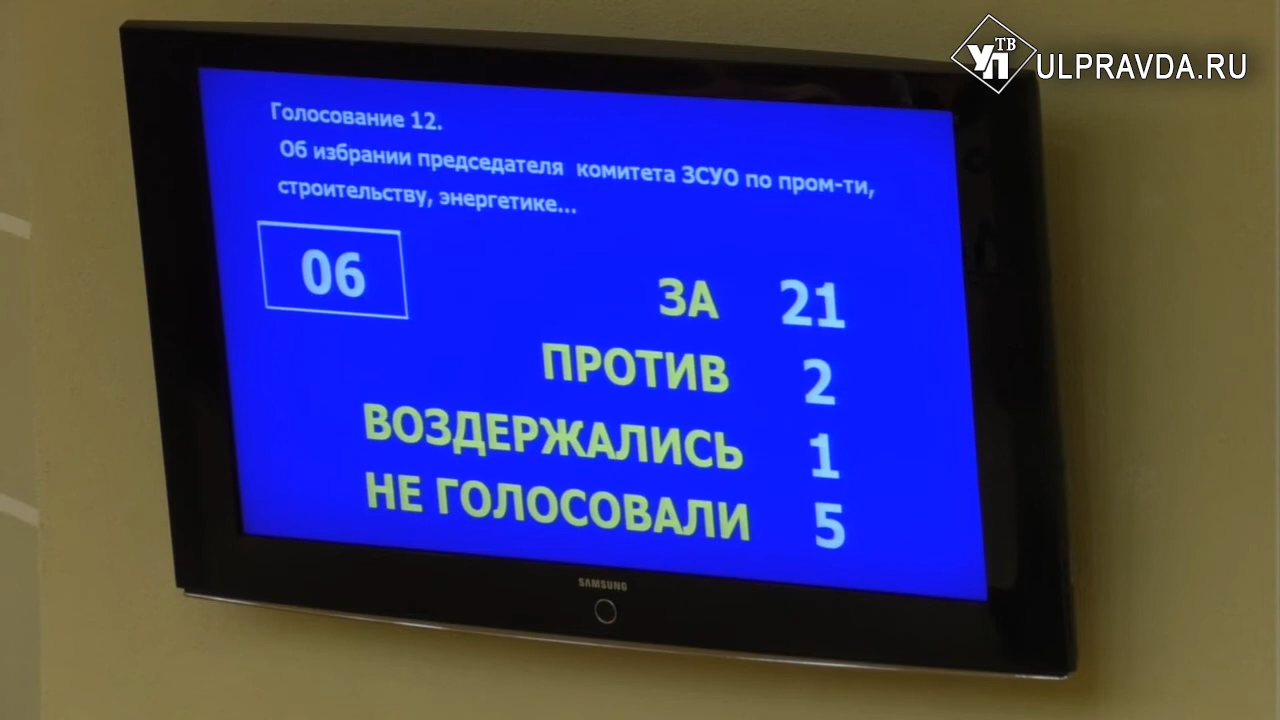 УП ТВ ULPRAVDA.RU
Голосование 12.
Об избрании председателя комитета ЗСУО по пром-ти,
строительству, энергетике...
06
ЗА 21
ПРОТИВ 2
ВОЗДЕРЖАЛИСЬ 1
НЕ ГОЛОСОВАЛИ 5
SAMSUNG